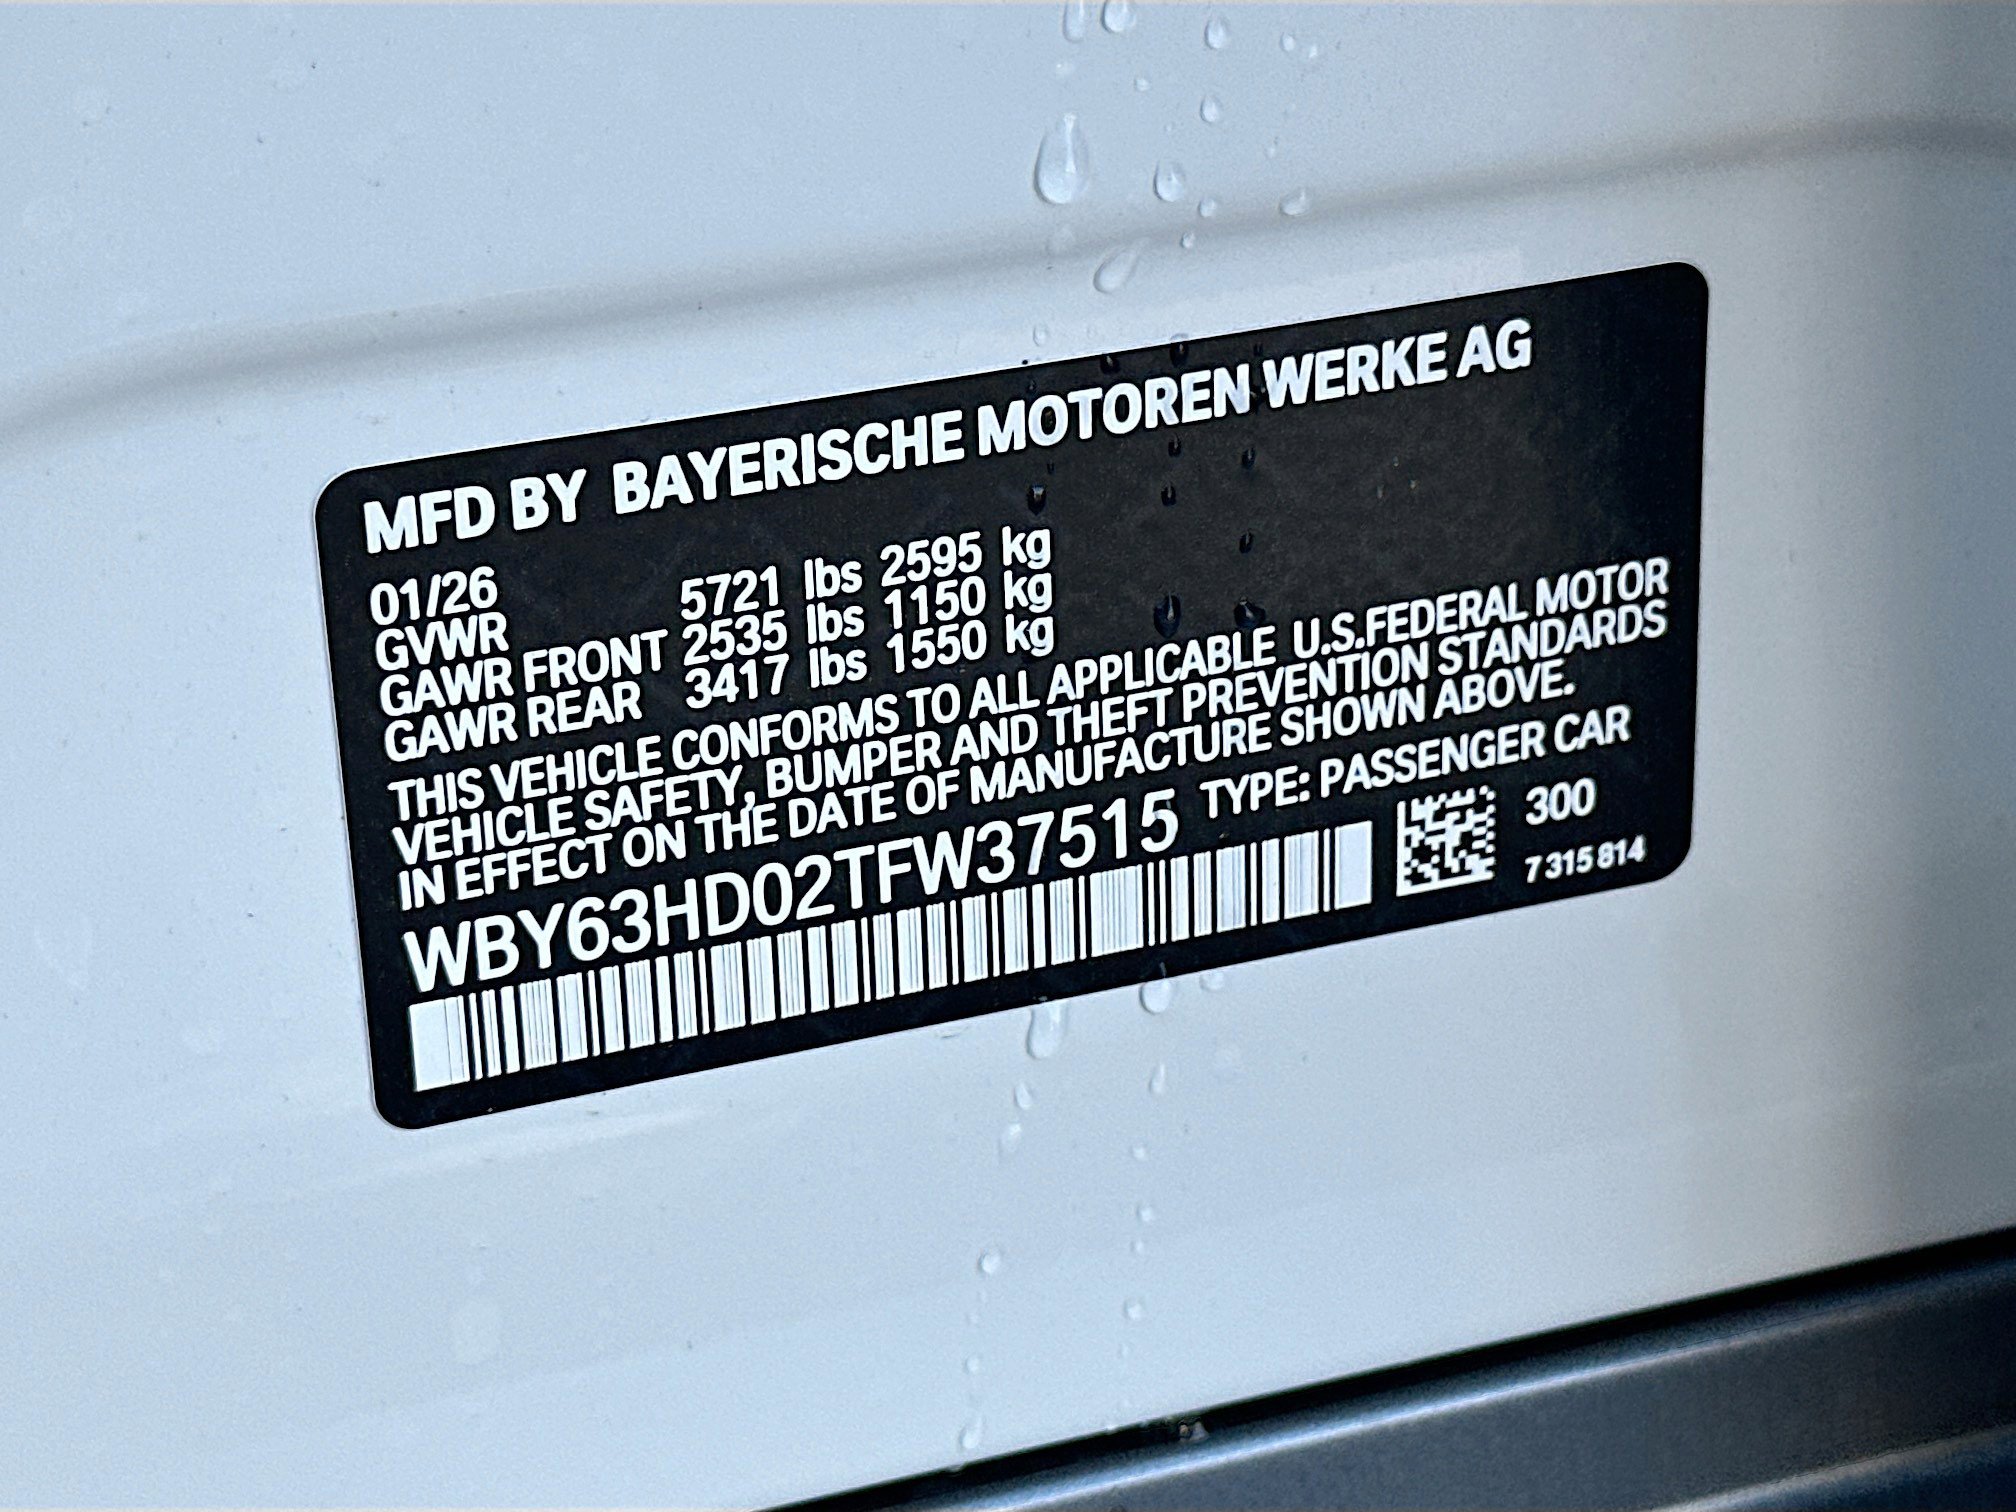 MFD BY BAYERISCHE MOTOREN WERKE AG
01/26
GVWR 5721 lbs 2595 kg
GAWR FRONT 2535 lbs 1150 kg
GAWR REAR 3417 lbs 1550 kg
THIS VEHICLE CONFORMS TO ALL APPLICABLE U.S.FEDERAL MOTOR
VEHICLE SAFETY, BUMPER AND THEFT PREVENTION STANDARDS
IN EFFECT ON THE DATE OF MANUFACTURE SHOWN ABOVE.
WBY63HD02TFW37515 TYPE: PASSENGER CAR
300
7 315 814